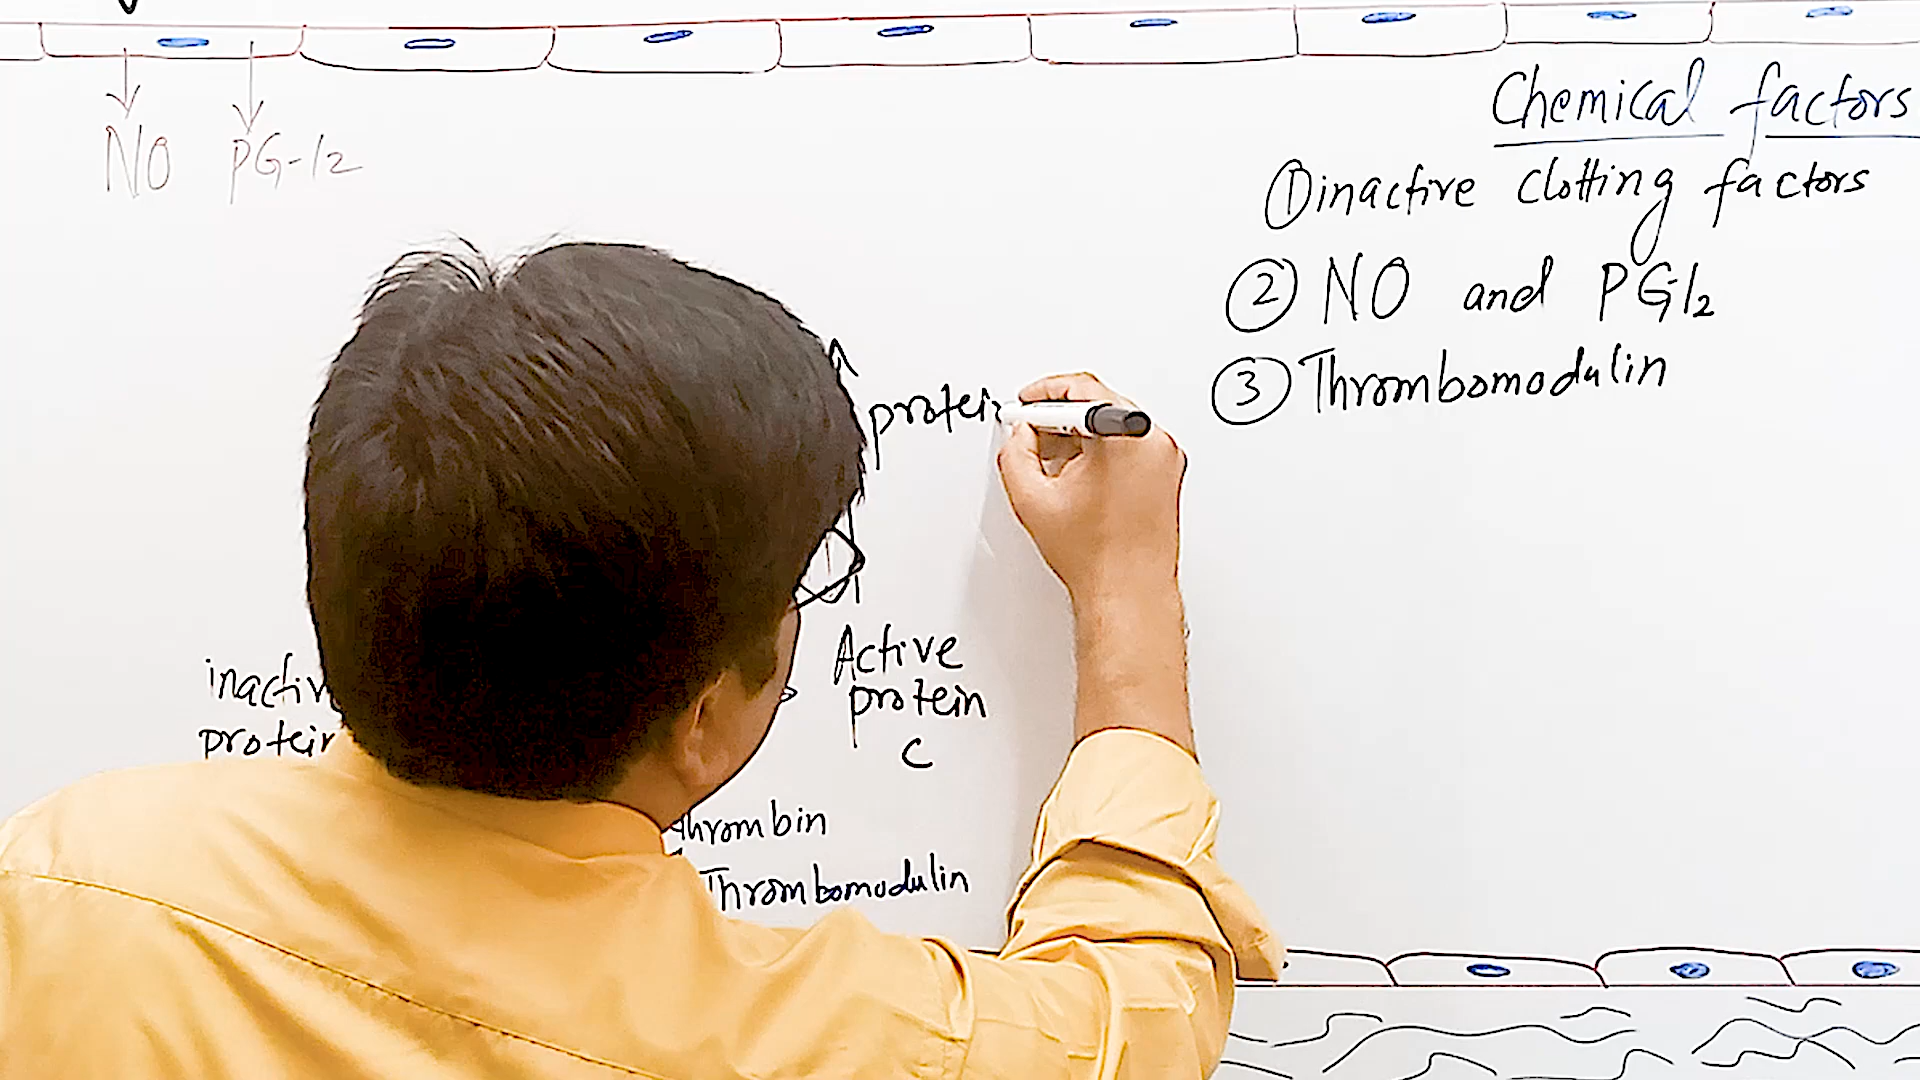 NO PG-I2
Chemical factors
① inactive clotting factors
② NO and PGI2
③ Thrombomodulin
protein
Active
protein
C
inactiv
protein
Thrombin
Thrombomodulin